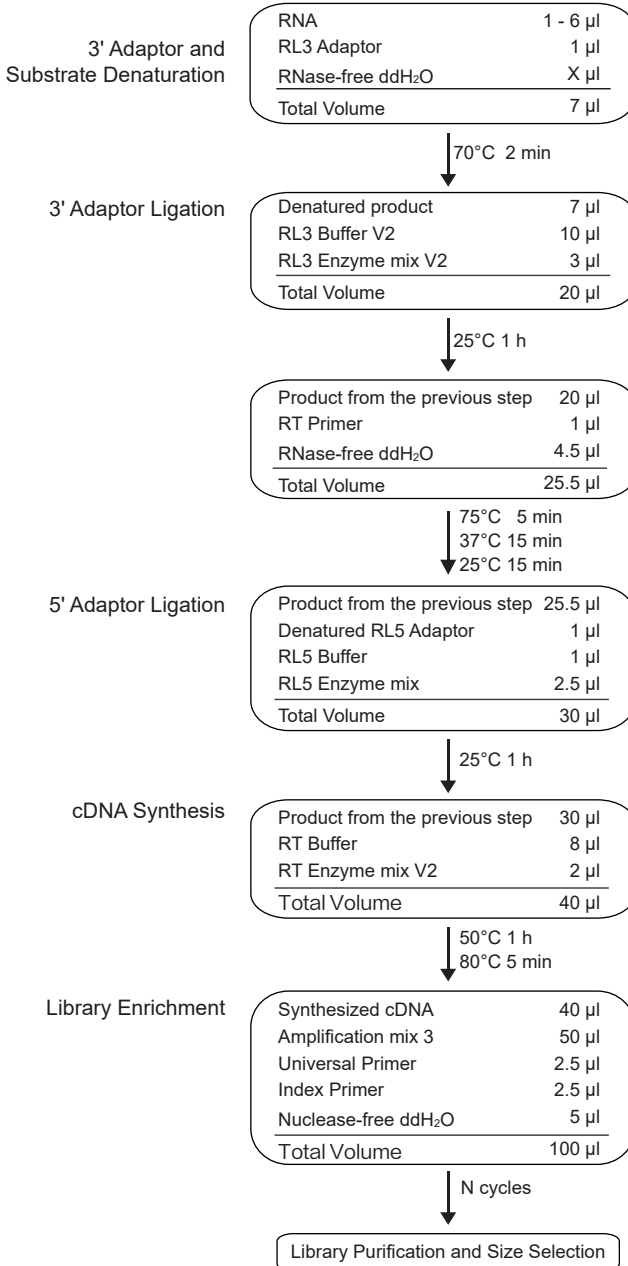 3' Adaptor and
Substrate Denaturation
RNA 1 - 6 µl
RL3 Adaptor 1 µl
RNase-free ddH₂O X µl
Total Volume 7 µl
70°C 2 min
3' Adaptor Ligation
Denatured product 7 µl
RL3 Buffer V2 10 µl
RL3 Enzyme mix V2 3 µl
Total Volume 20 µl
25°C 1 h
Product from the previous step 20 µl
RT Primer 1 µl
RNase-free ddH₂O 4.5 µl
Total Volume 25.5 µl
75°C 5 min
37°C 15 min
25°C 15 min
5' Adaptor Ligation
Product from the previous step 25.5 µl
Denatured RL5 Adaptor 1 µl
RL5 Buffer 1 µl
RL5 Enzyme mix 2.5 µl
Total Volume 30 µl
25°C 1 h
cDNA Synthesis
Product from the previous step 30 µl
RT Buffer 8 µl
RT Enzyme mix V2 2 µl
Total Volume 40 µl
50°C 1 h
80°C 5 min
Library Enrichment
Synthesized cDNA 40 µl
Amplification mix 3 50 µl
Universal Primer 2.5 µl
Index Primer 2.5 µl
Nuclease-free ddH₂O 5 µl
Total Volume 100 µl
N cycles
Library Purification and Size Selection